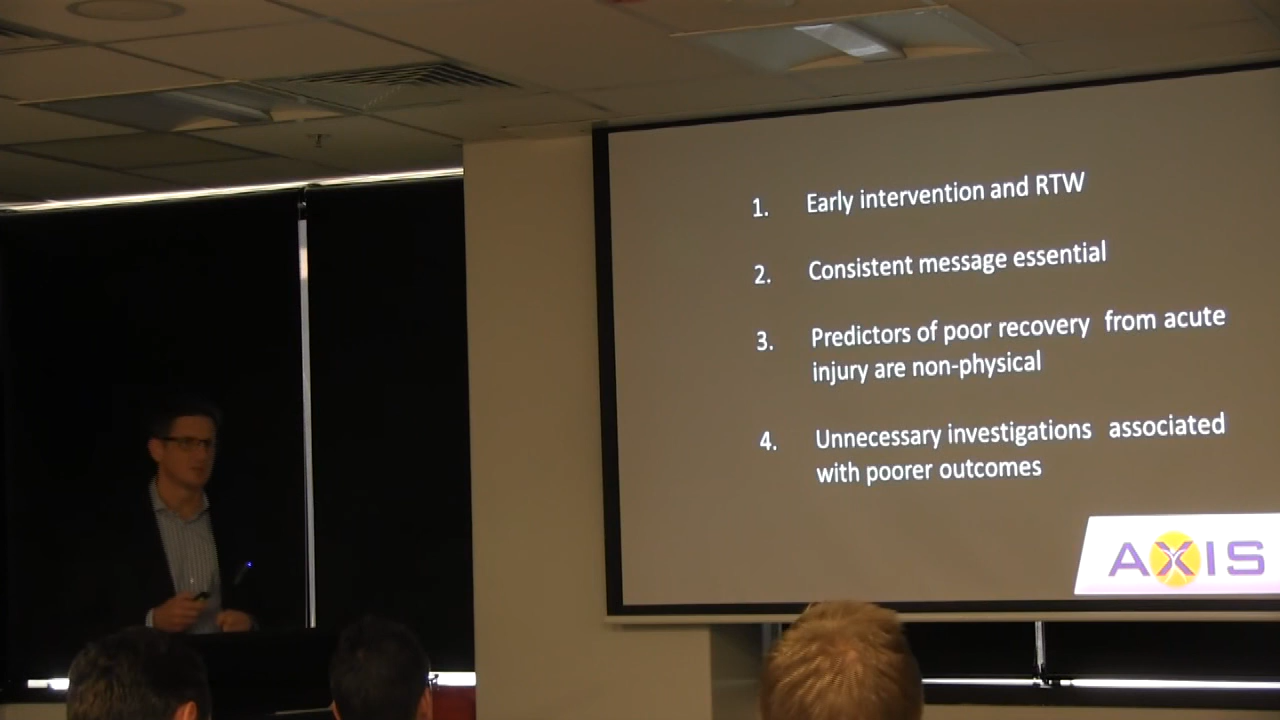 1. Early intervention and RTW
2. Consistent message essential
3. Predictors of poor recovery from acute
injury are non-physical
4. Unnecessary investigations associated
with poorer outcomes
AXIS